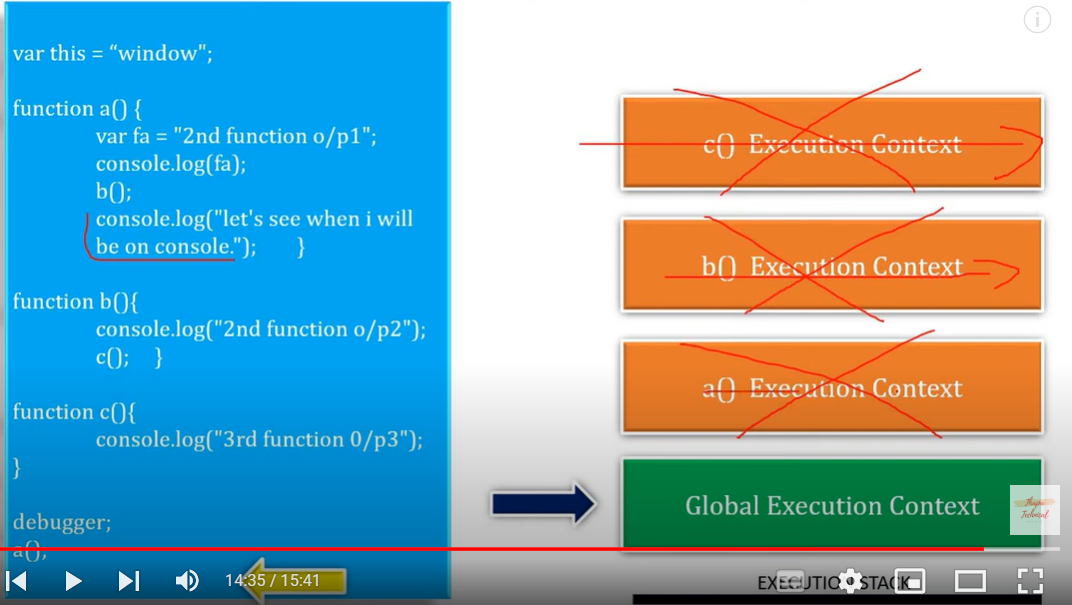 var this = “window";
function a() {
var fa = "2nd function o/p1";
console.log(fa);
b();
console.log("let's see when i will
be on console."); }
function b(){
console.log("2nd function o/p2");
c(); }
function c(){
console.log("3rd function 0/p3");
}
debugger;
a();
c() Execution Context
b() Execution Context
a() Execution Context
Global Execution Context
Technical
EXECUTION STACK
14:35 / 15:41